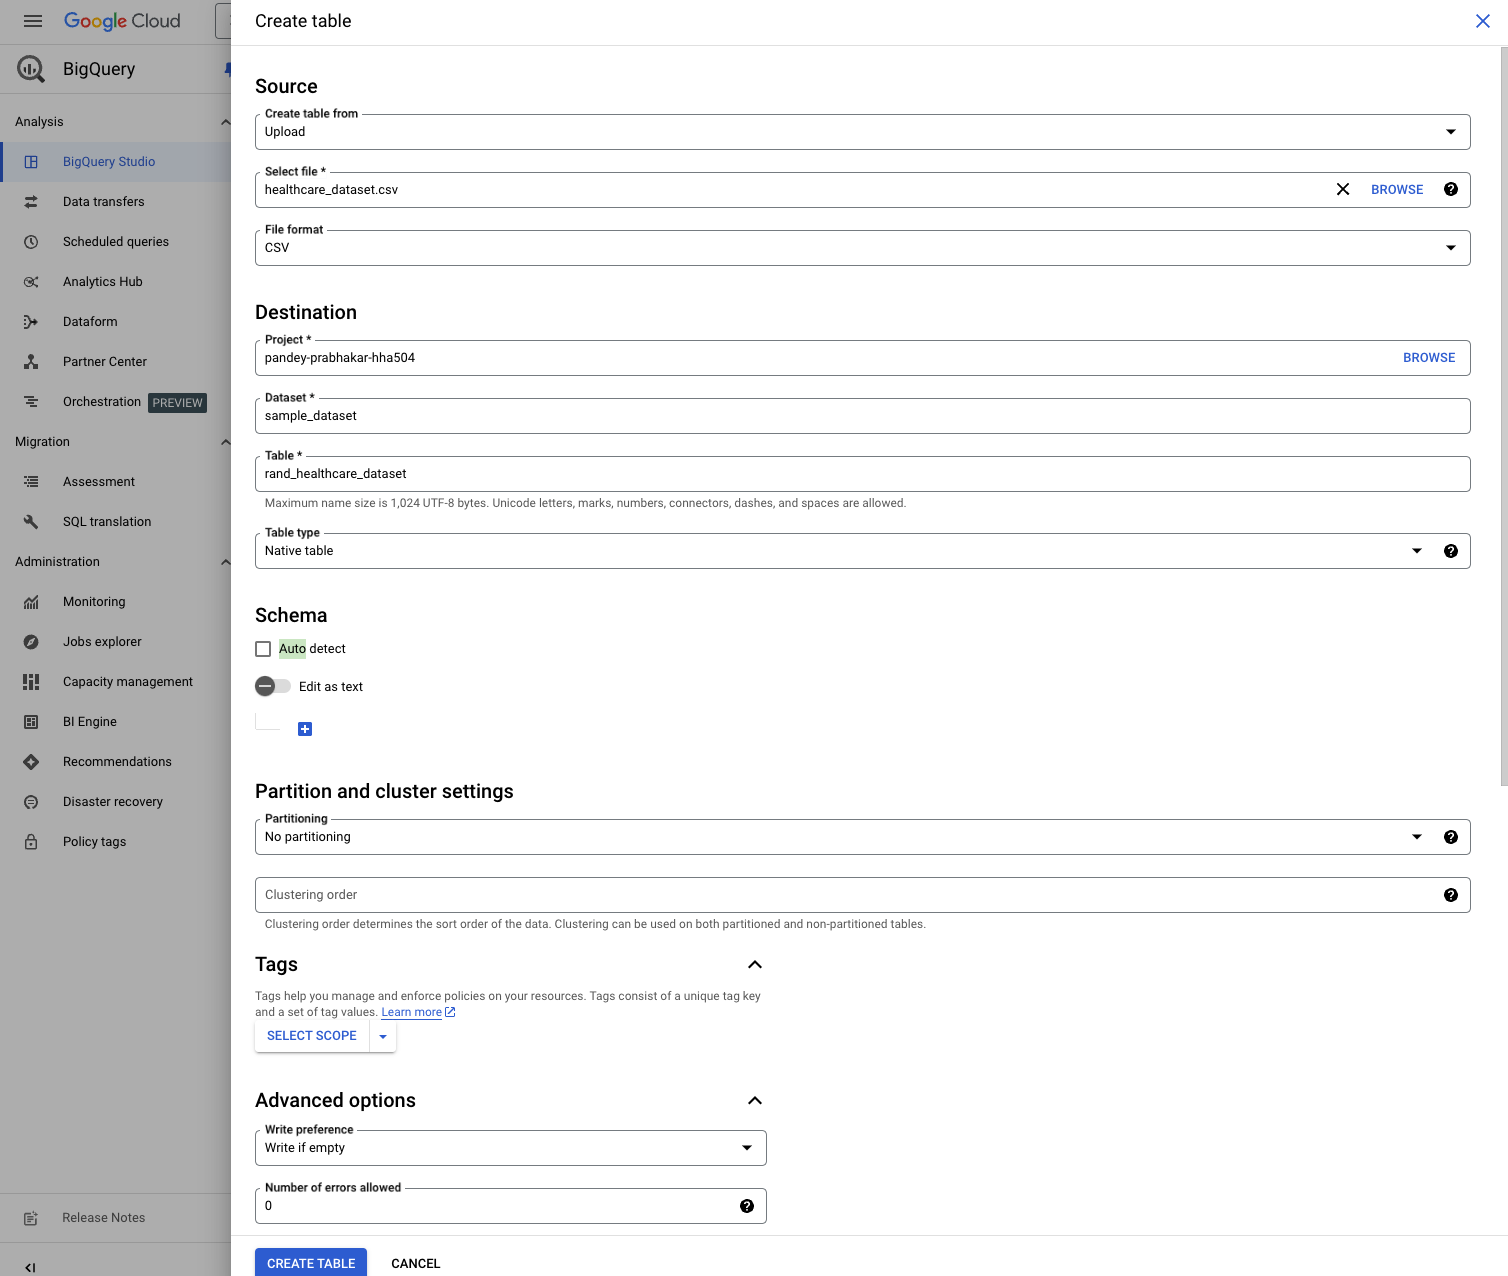 Google Cloud
BigQuery
Analysis
BigQuery Studio
Data transfers
Scheduled queries
Analytics Hub
Dataform
Partner Center
Orchestration PREVIEW
Migration
Assessment
SQL translation
Administration
Monitoring
Jobs explorer
Capacity management
BI Engine
Recommendations
Disaster recovery
Policy tags
Release Notes
Create table
Source
Create table from
Upload
Select file *
healthcare_dataset.csv
BROWSE
File format
CSV
Destination
Project *
pandey-prabhakar-hha504
BROWSE
Dataset *
sample_dataset
Table *
rand_healthcare_dataset
Maximum name size is 1,024 UTF-8 bytes. Unicode letters, marks, numbers, connectors, dashes, and spaces are allowed.
Table type
Native table
Schema
Auto detect
Edit as text
Partition and cluster settings
Partitioning
No partitioning
Clustering order
Clustering order determines the sort order of the data. Clustering can be used on both partitioned and non-partitioned tables.
Tags
Tags help you manage and enforce policies on your resources. Tags consist of a unique tag key
and a set of tag values. Learn more
SELECT SCOPE
Advanced options
Write preference
Write if empty
Number of errors allowed
0
CREATE TABLE
CANCEL